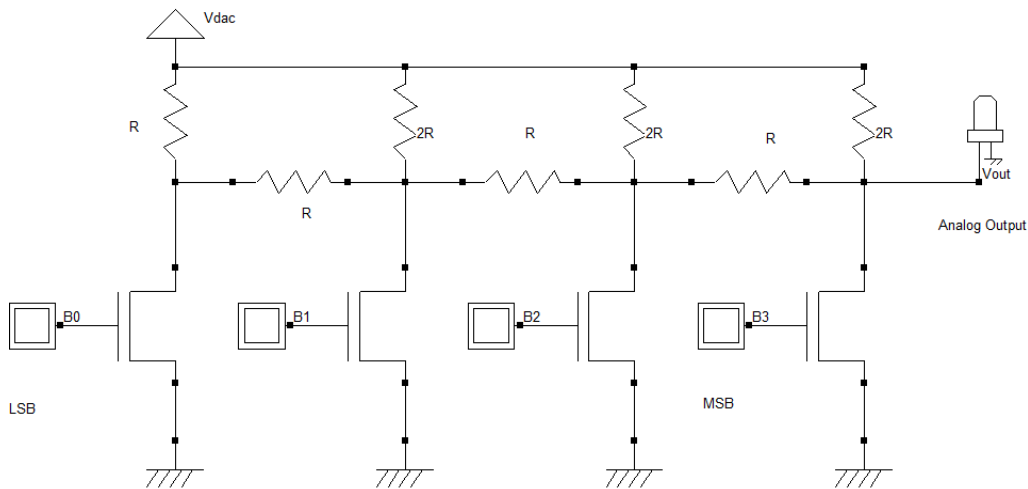 Vdac
R
2R
R
2R
R
2R
R
Vout
Analog Output
B0
B1
B2
B3
LSB
MSB